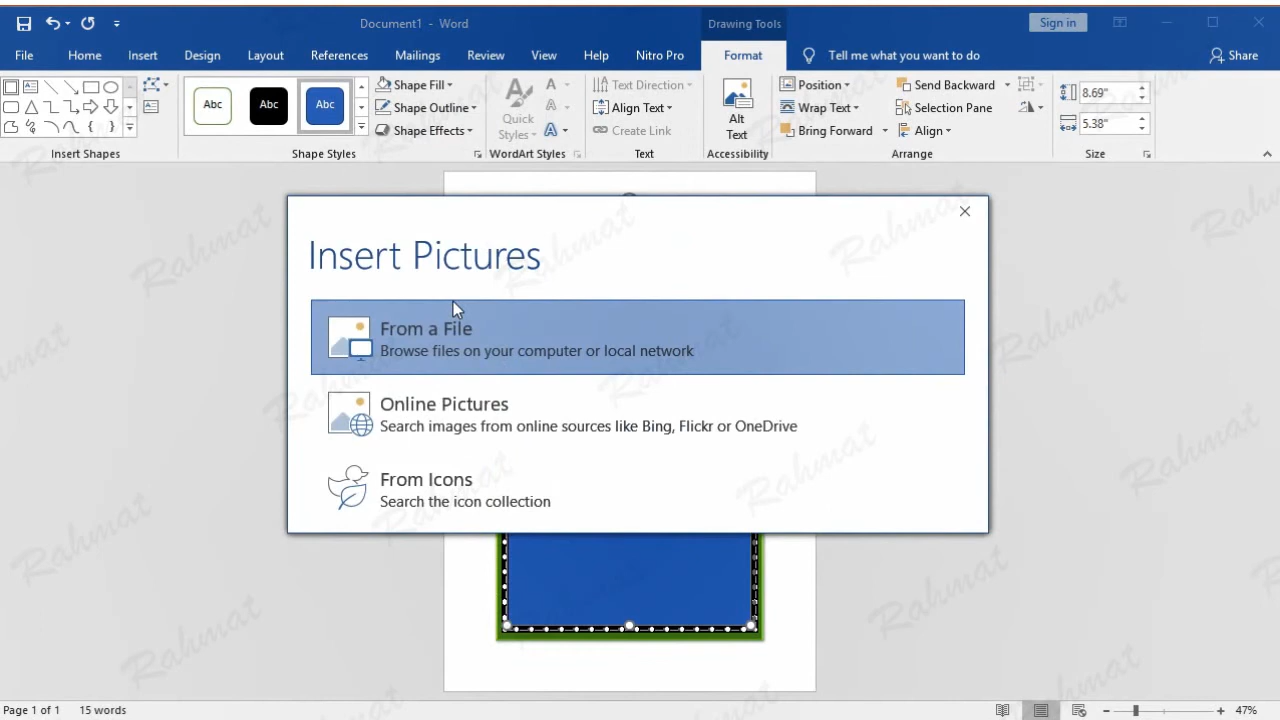 Document1 - Word
Drawing Tools
Sign in
File Home Insert Design Layout References Mailings Review View Help Nitro Pro Format Tell me what you want to do Share
Abc Abc Abc
Shape Fill
Shape Outline
Shape Effects
Quick Styles
Text Direction
Align Text
Create Link
Alt Text
Position
Wrap Text
Bring Forward
Send Backward
Selection Pane
Align
8.69"
5.38"
Insert Shapes Shape Styles WordArt Styles Text Accessibility Arrange Size
Insert Pictures
From a File
Browse files on your computer or local network
Online Pictures
Search images from online sources like Bing, Flickr or OneDrive
From Icons
Search the icon collection
Rahmat
Page 1 of 1 15 words 47%